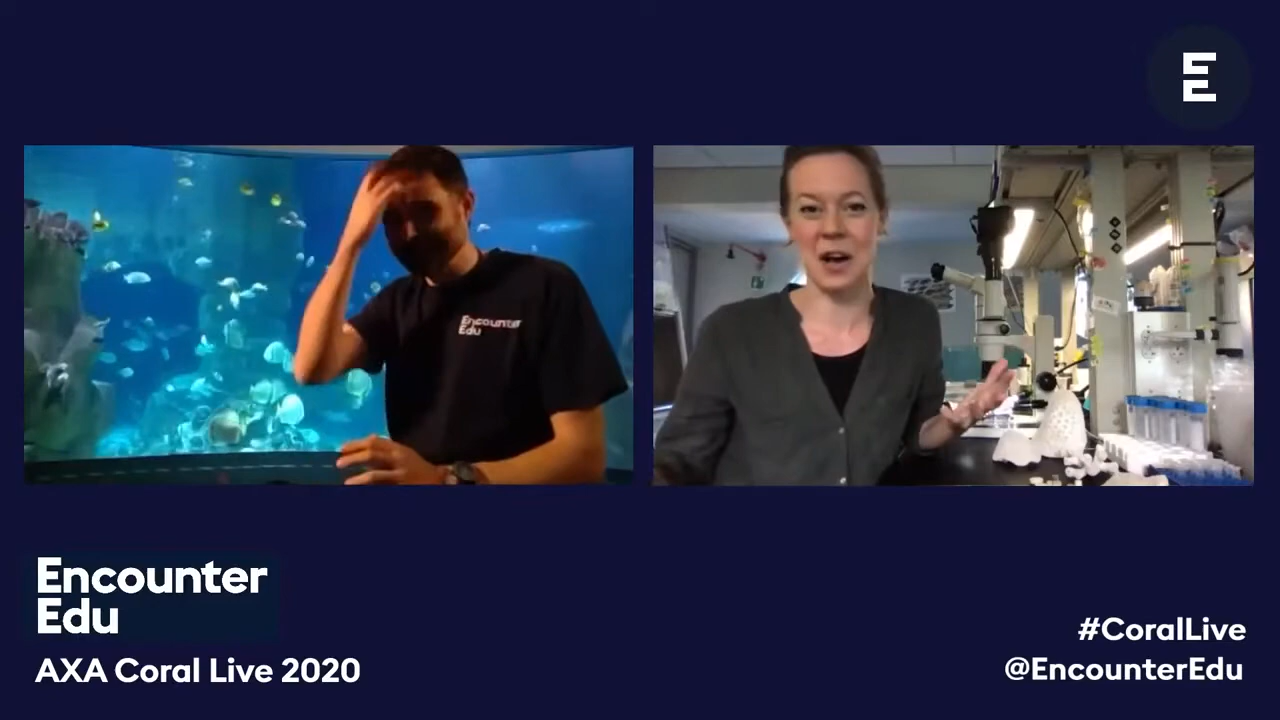 E
Encounter
Edu
Encounter
Edu
AXA Coral Live 2020
#CoralLive
@EncounterEdu